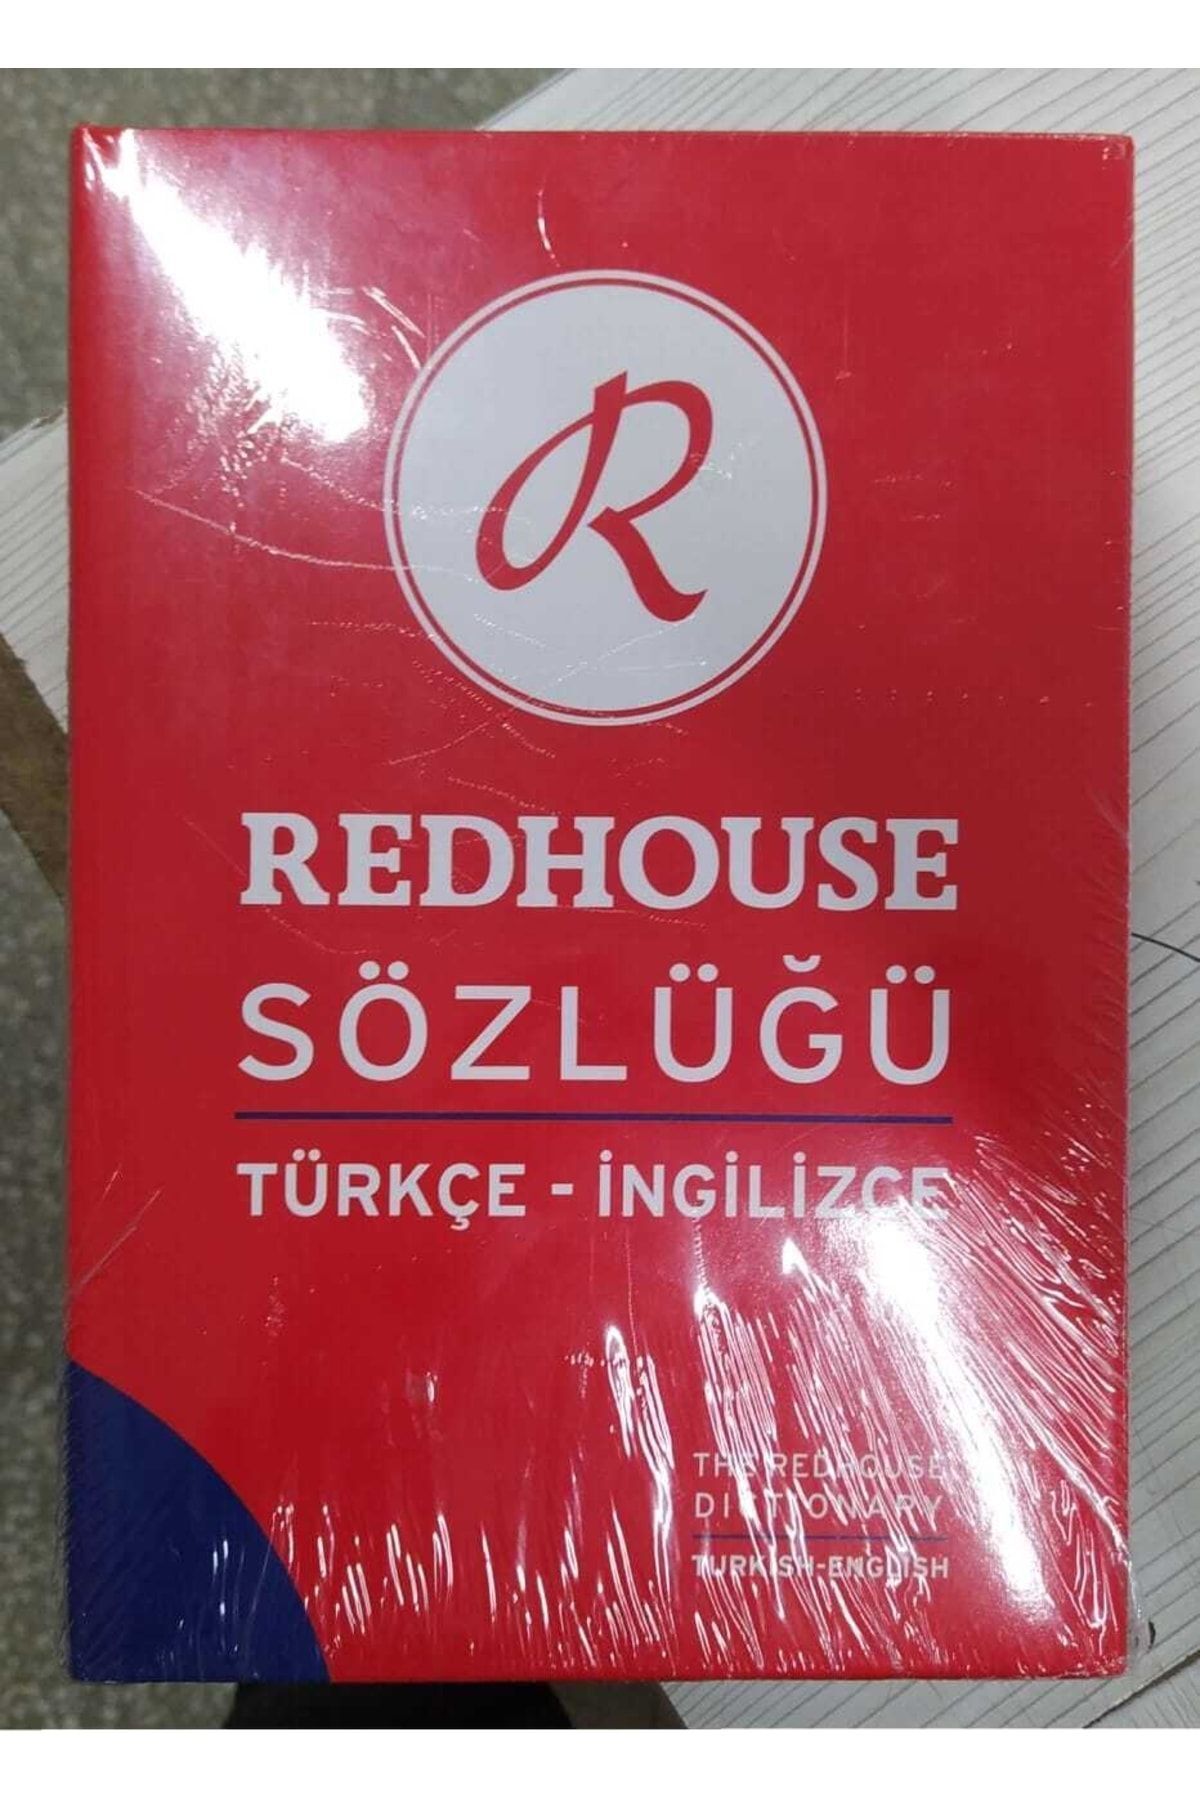 R
REDHOUSE
SÖZLÜĞÜ
TÜRKÇE - İNGİLİZCE
THE REDHOUSE
DICTIONARY
TURKISH-ENGLISH